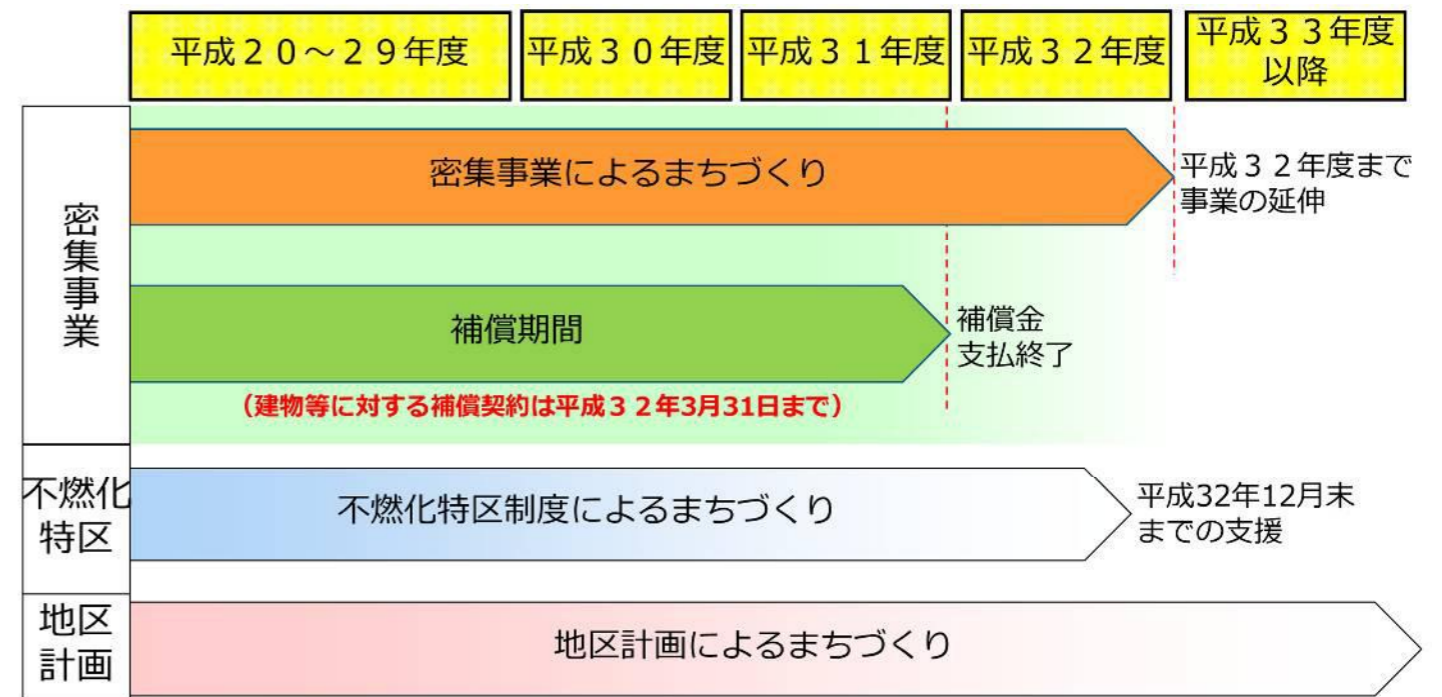 平成２０～２９年度
平成３０年度
平成３１年度
平成３２年度
平成３３年度
以降
密集事業
密集事業によるまちづくり
平成３２年度まで
事業の延伸
補償期間
補償金
支払終了
（建物等に対する補償契約は平成３２年3月31日まで）
不燃化
特区
不燃化特区制度によるまちづくり
平成32年12月末
までの支援
地区
計画
地区計画によるまちづくり